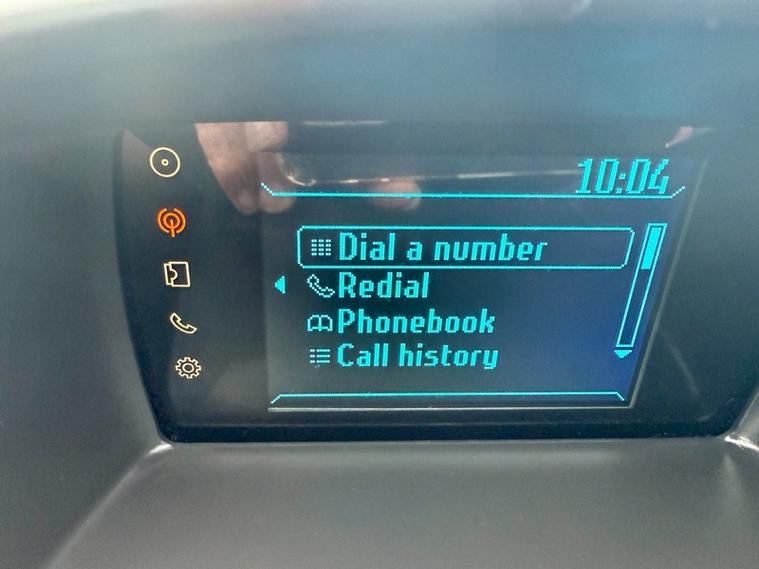 10:04
Dial a number
Redial
Phonebook
Call history